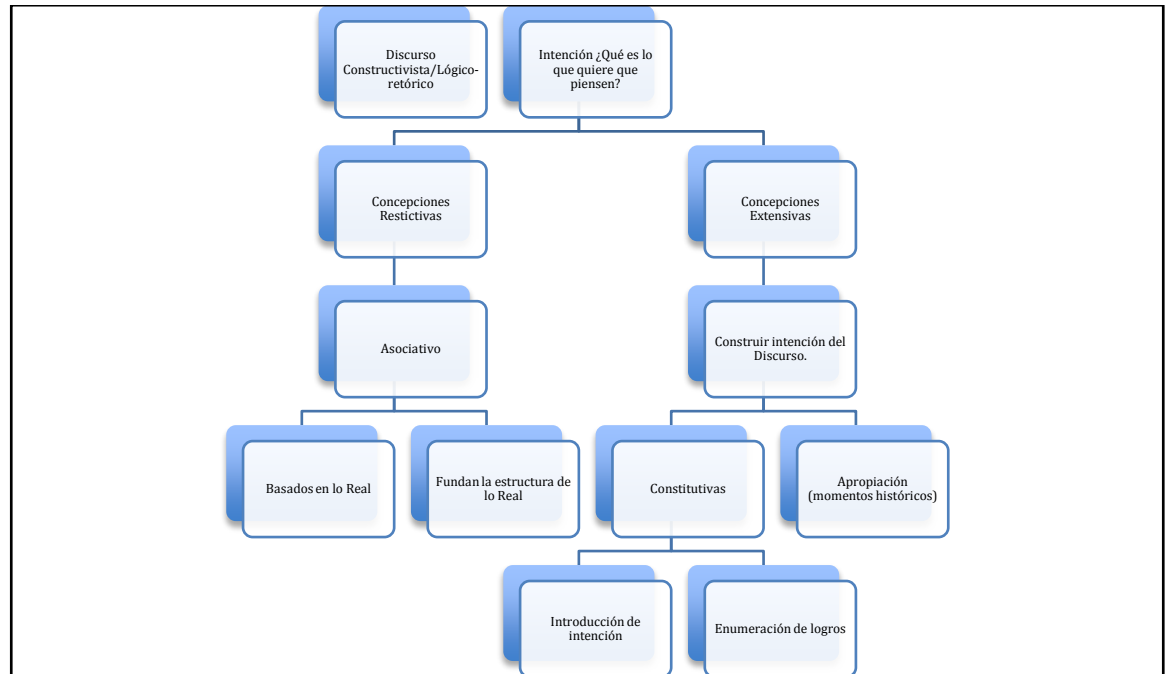 Discurso
Constructivista/Lógico-
retórico
Intención ¿Qué es lo
que quiere que
piensen?
Concepciones
Restictivas
Concepciones
Extensivas
Asociativo
Construir intención del
Discurso.
Basados en lo Real
Fundan la estructura de
lo Real
Constitutivas
Apropiación
(momentos históricos)
Introducción de
intención
Enumeración de logros